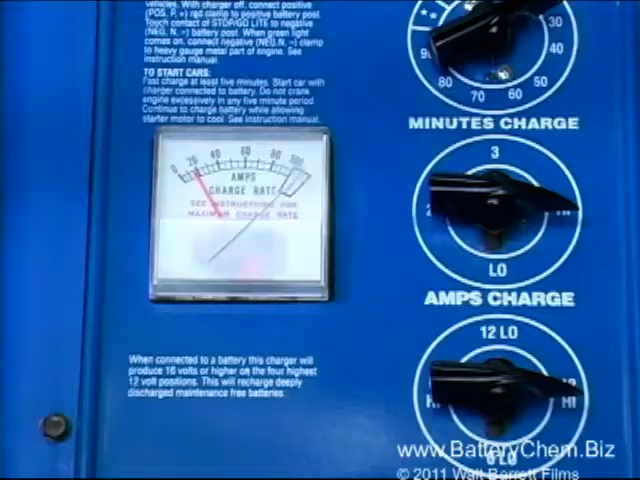 vehicles. With charger off, connect positive
(POS, P, +) red clamp to positive battery post.
Touch contact of STOP/GO LITE to negative
(NEG, N, -) battery post. When green light
comes on, connect negative (NEG,N,-) clamp
to heavy gauge metal part of engine. See
instruction manual.
TO START CARS:
Fast charge at least five minutes. Start car with
charger connected to battery. Do not crank
engine excessively in any five minute period.
Continue to charge battery while allowing
starter motor to cool. See instruction manual.
0 20 40 60 80 100
AMPS
CHARGE RATE
SEE INSTRUCTIONS FOR
MAXIMUM CHARGE RATE
When connected to a battery this charger will
produce 16 volts or higher on the four highest
12 volt positions. This will recharge deeply
discharged maintenance free batteries.
30
40
50
60
70
80
MINUTES CHARGE
3
2
HI
LO
AMPS CHARGE
12 LO
HI
6 LO
www.BatteryChem.Biz
© 2011 Walt Barrett Films